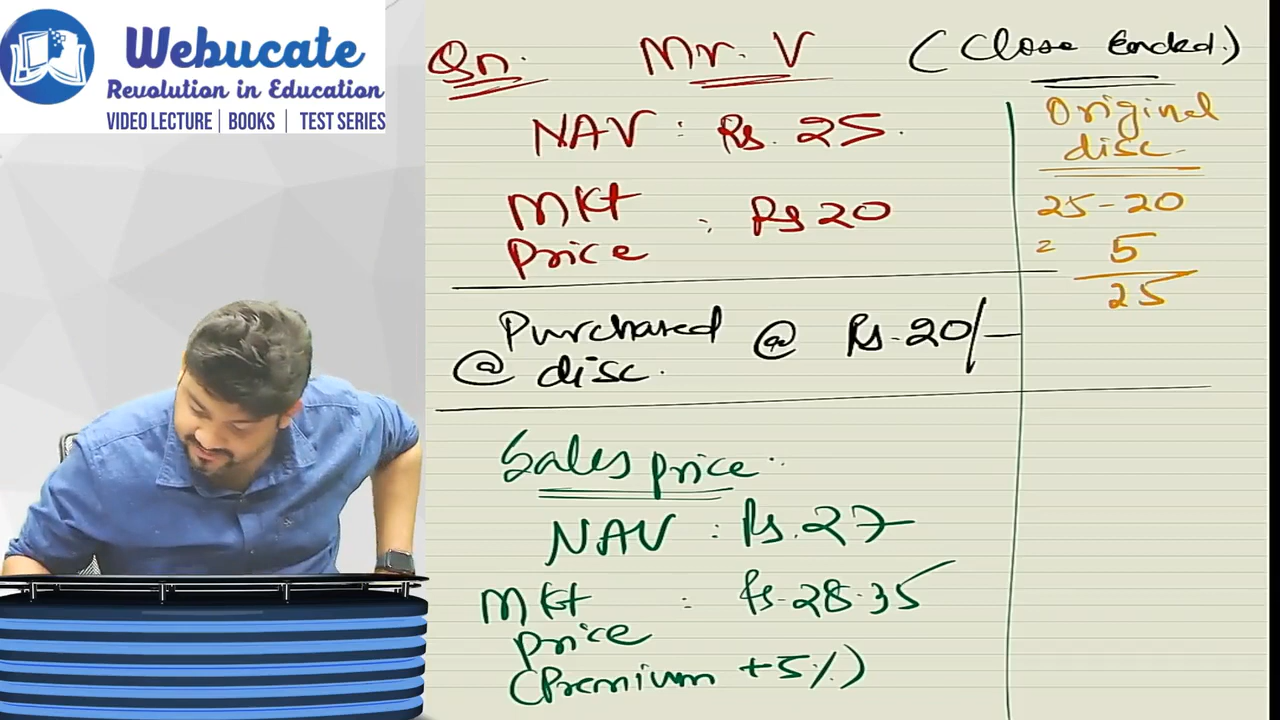 Webucate
Revolution in Education
VIDEO LECTURE | BOOKS | TEST SERIES
Qn. Mr. V (Close Ended.)
NAV : Rs. 25.
Mkt Price : Rs 20
Purchased @ Rs. 20/-
@ disc.
Sales price:
NAV : Rs. 27
Mkt price : Rs. 28.35
(Premium +5%)
Original
disc.
25 - 20
= 5
25